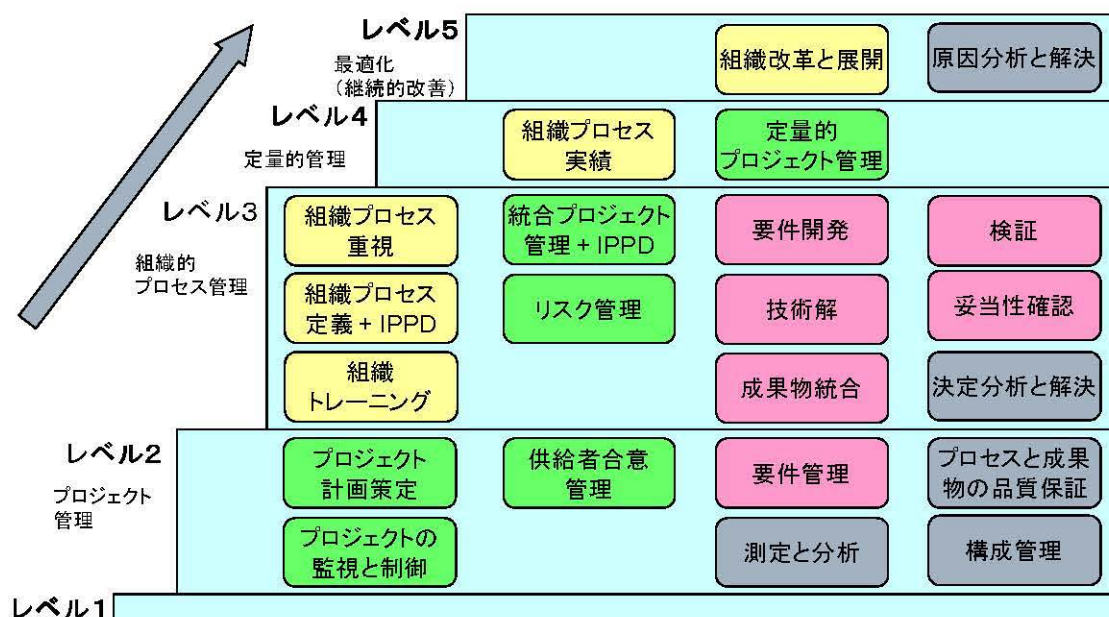 レベル5
最適化
（継続的改善）
組織改革と展開
原因分析と解決
レベル4
定量的管理
組織プロセス
実績
定量的
プロジェクト管理
レベル3
組織的
プロセス管理
組織プロセス
重視
統合プロジェクト
管理 + IPPD
要件開発
検証
組織プロセス
定義 + IPPD
リスク管理
技術解
妥当性確認
組織
トレーニング
成果物統合
決定分析と解決
レベル2
プロジェクト
管理
プロジェクト
計画策定
供給者合意
管理
要件管理
プロセスと成果
物の品質保証
プロジェクトの
監視と制御
測定と分析
構成管理
レベル1